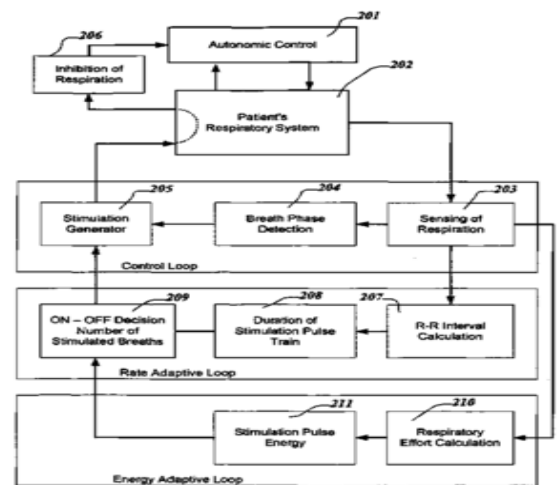 206
201
Autonomic Control
Inhibition of
Respiration
202
Patient's
Respiratory System
205
204
203
Stimulation
Generator
Breath Phase
Detection
Sensing of
Respiration
Control Loop
209
208
207
ON – OFF Decision
Number of
Stimulated Breaths
Duration of
Stimulation Pulse
Train
R-R Interval
Calculation
Rate Adaptive Loop
211
210
Stimulation Pulse
Energy
Respiratory
Effort Calculation
Energy Adaptive Loop